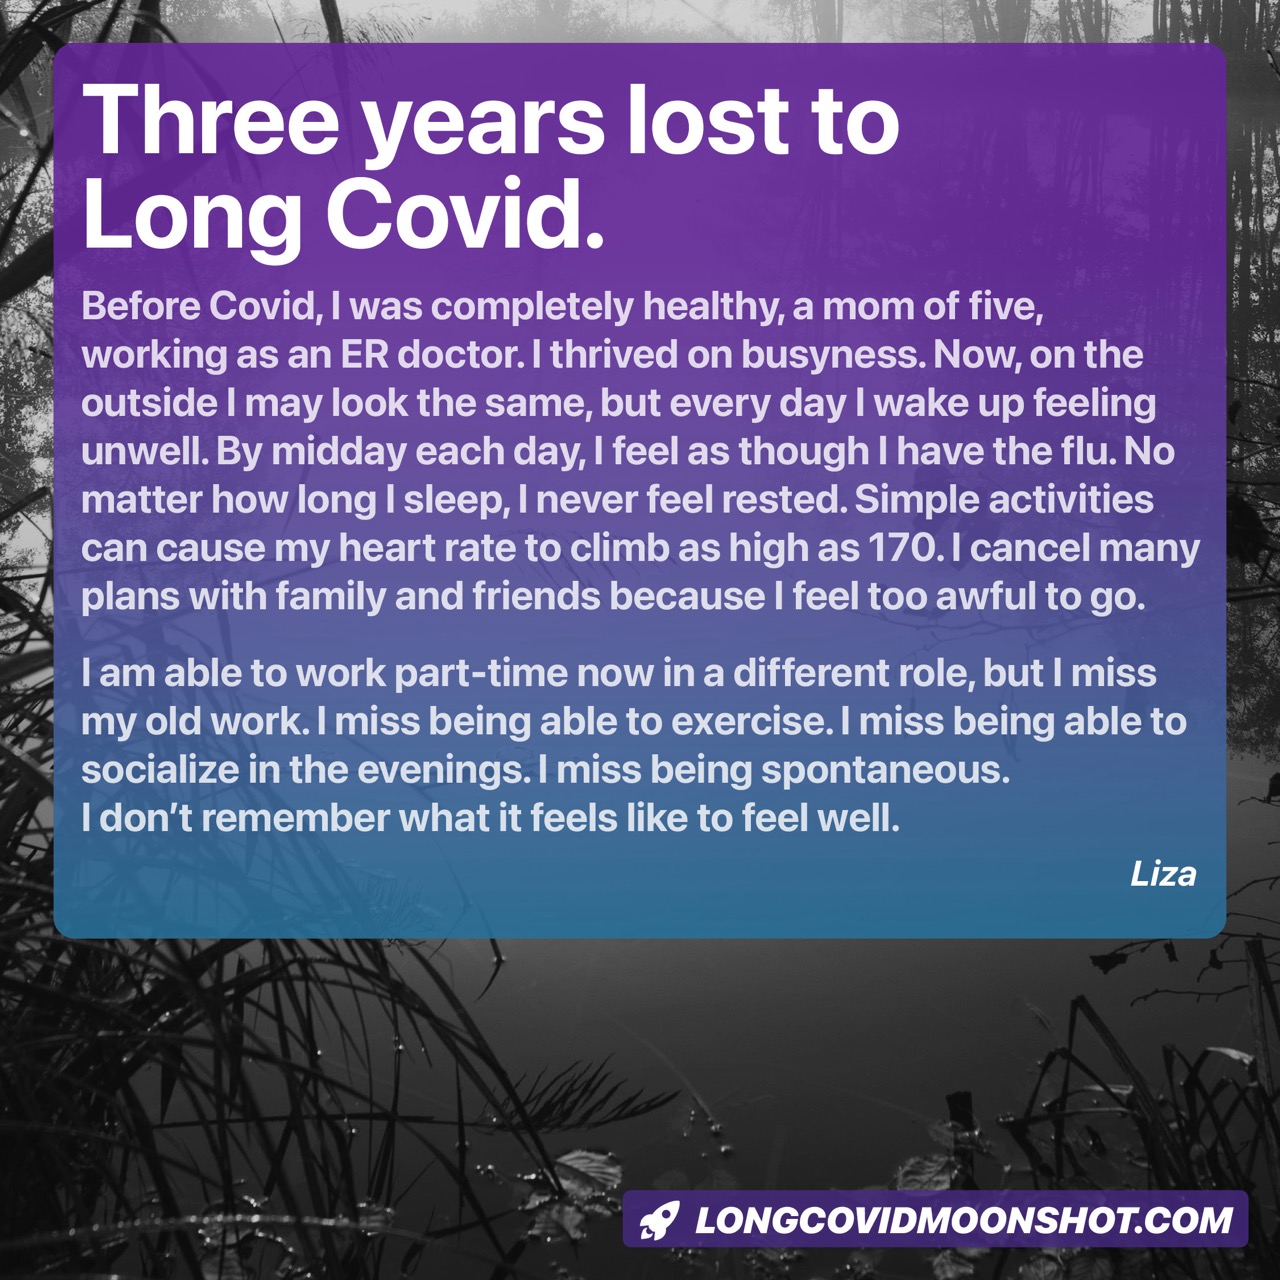 Three years lost to
Long Covid.
Before Covid, I was completely healthy, a mom of five,
working as an ER doctor. I thrived on busyness. Now, on the
outside I may look the same, but every day I wake up feeling
unwell. By midday each day, I feel as though I have the flu. No
matter how long I sleep, I never feel rested. Simple activities
can cause my heart rate to climb as high as 170. I cancel many
plans with family and friends because I feel too awful to go.
I am able to work part-time now in a different role, but I miss
my old work. I miss being able to exercise. I miss being able to
socialize in the evenings. I miss being spontaneous.
I don’t remember what it feels like to feel well.
Liza
LONGCOVIDMOONSHOT.COM